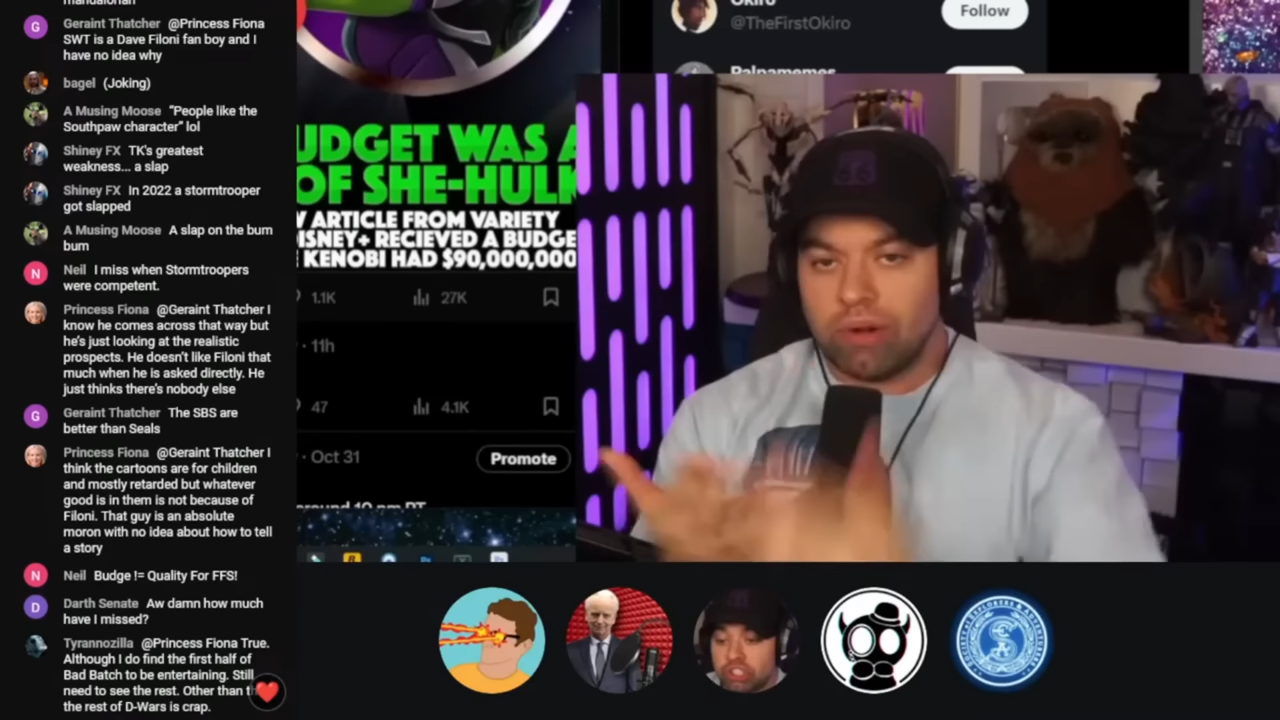 mandalorian
G Geraint Thatcher @Princess Fiona
SWT is a Dave Filoni fan boy and I
have no idea why
bagel (Joking)
A Musing Moose “People like the
Southpaw character” lol
Shiney FX TK's greatest
weakness... a slap
Shiney FX In 2022 a stormtrooper
got slapped
A Musing Moose A slap on the bum
bum
N Neil I miss when Stormtroopers
were competent.
Princess Fiona @Geraint Thatcher I
know he comes across that way but
he's just looking at the realistic
prospects. He doesn't like Filoni that
much when he is asked directly. He
just thinks there's nobody else
G Geraint Thatcher The SBS are
better than Seals
Princess Fiona @Geraint Thatcher I
think the cartoons are for children
and mostly retarded but whatever
good is in them is not because of
Filoni. That guy is an absolute
moron with no idea about how to tell
a story
N Neil Budge != Quality For FFS!
D Darth Senate Aw damn how much
have I missed?
Tyrannozilla @Princess Fiona True.
Although I do find the first half of
Bad Batch to be entertaining. Still
need to see the rest. Other than th
the rest of D-Wars is crap.
UDGET WAS A
OF SHE-HULK
W ARTICLE FROM VARIETY
DISNEY+ RECIEVED A BUDGE
E KENOBI HAD $90,000,000
1.1K 27K
· 11h
47 4.1K
· Oct 31 Promote
around 10 pm PT
Okiro
@TheFirstOkiro
Follow
Palpamemes